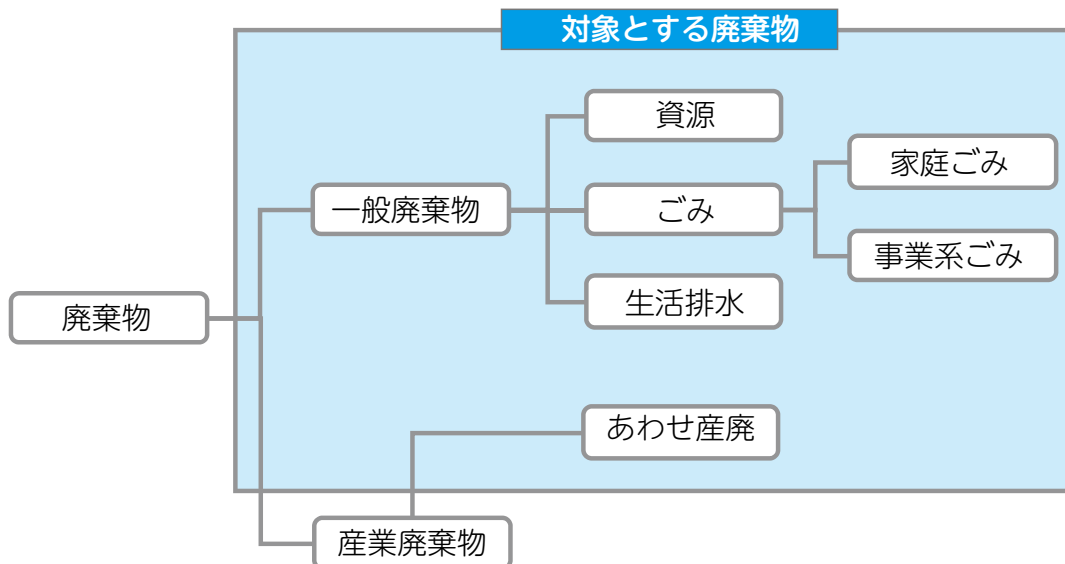 対象とする廃棄物
資源
家庭ごみ
一般廃棄物
ごみ
事業系ごみ
生活排水
廃棄物
あわせ産廃
産業廃棄物